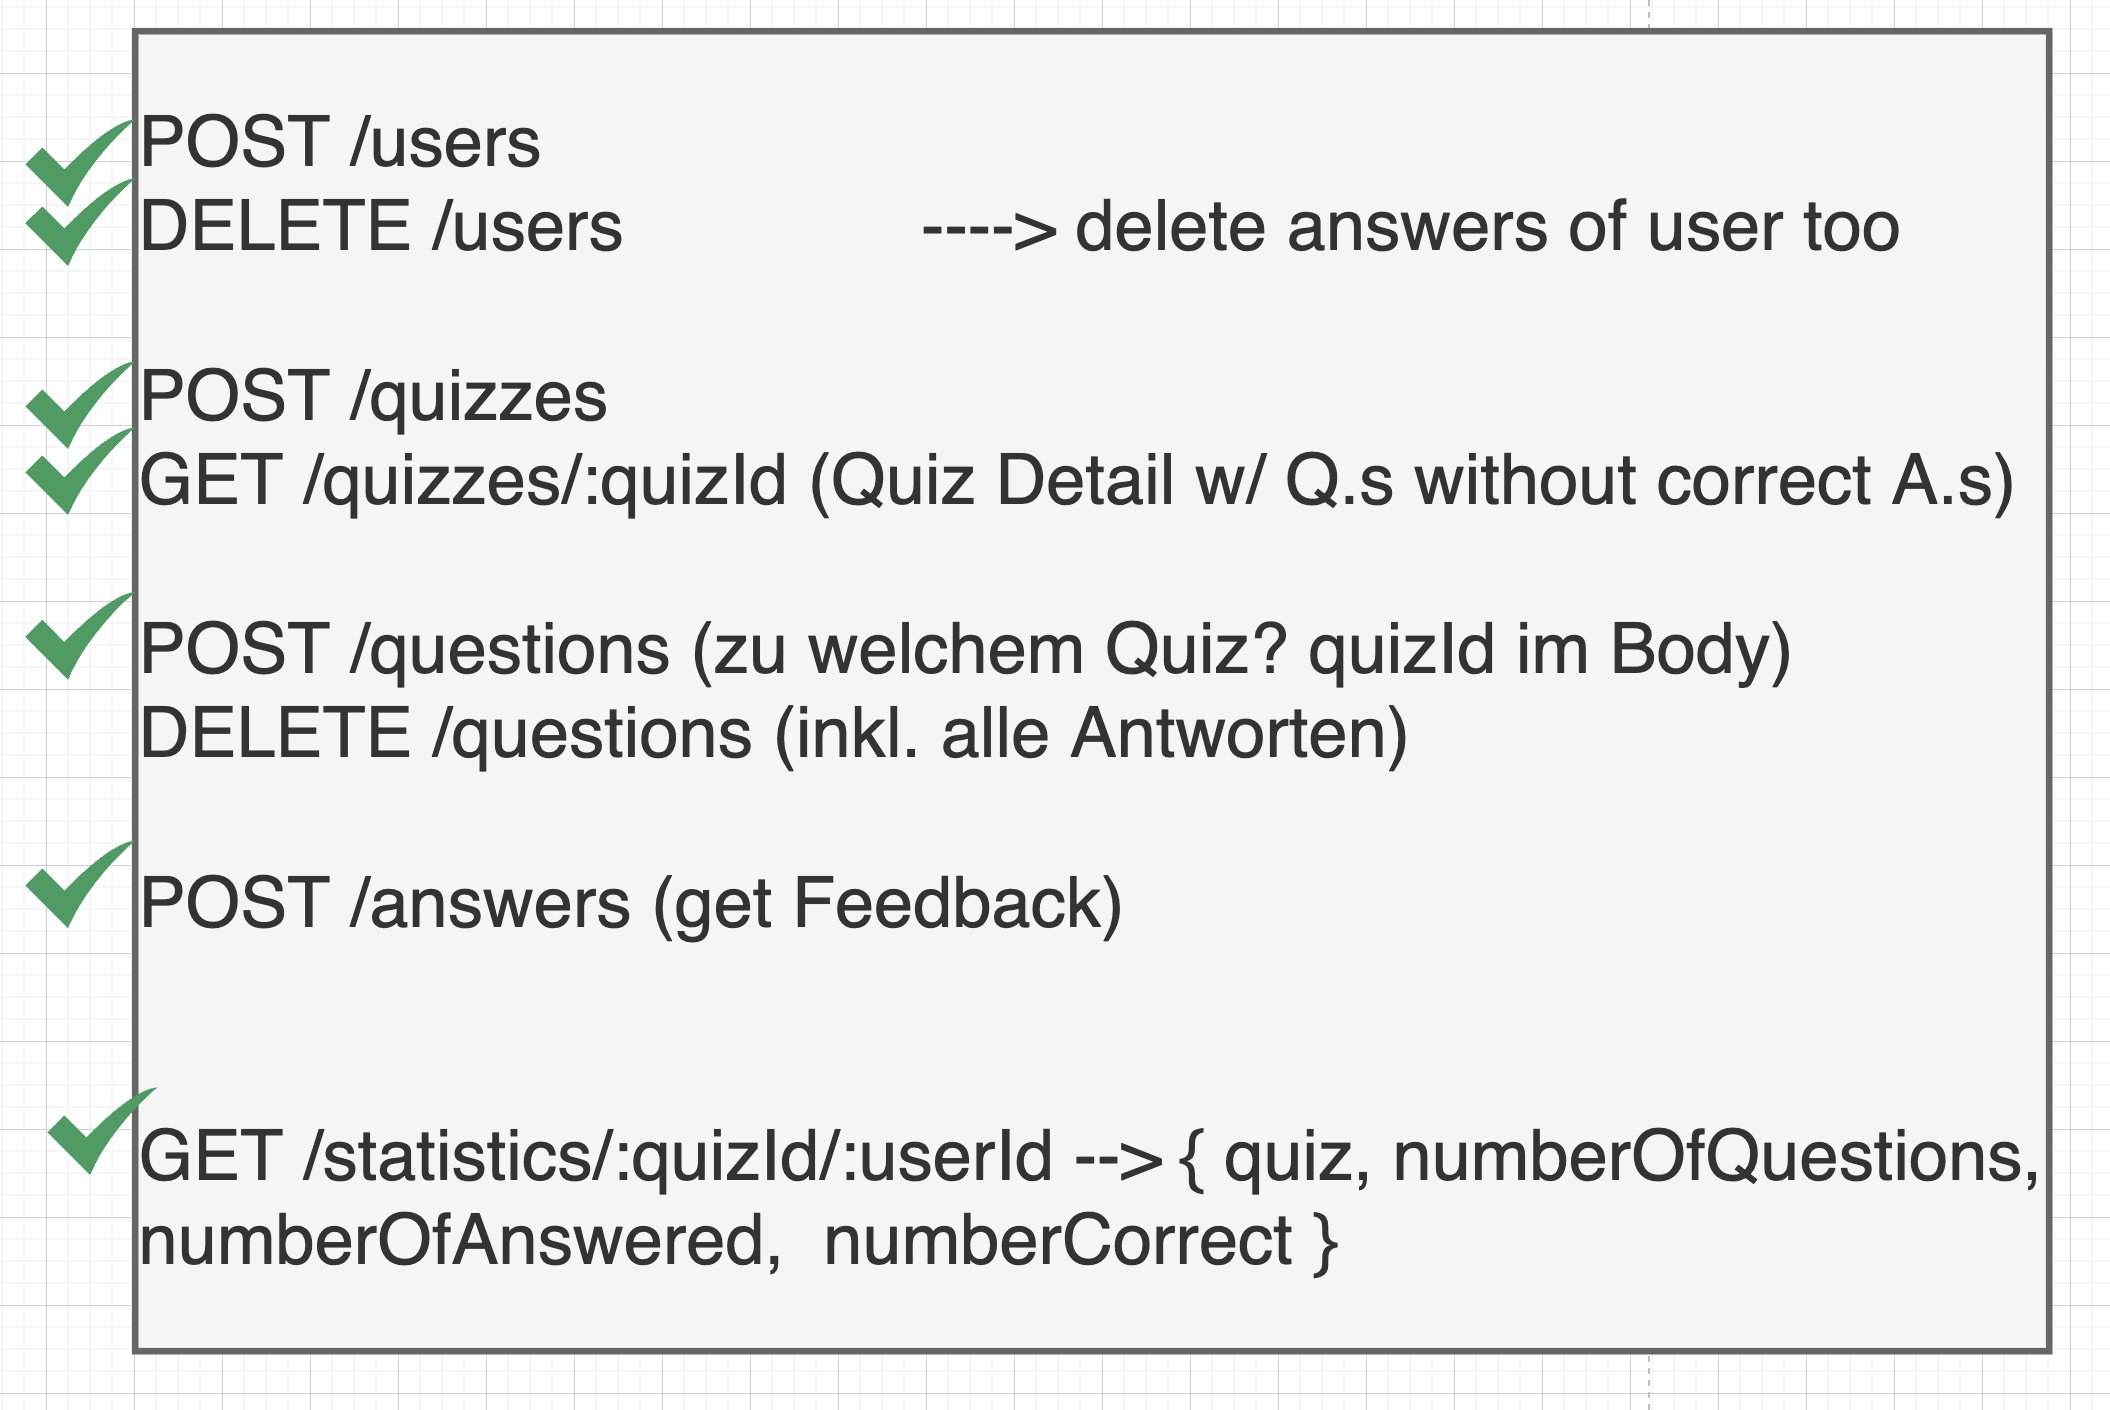 POST /users
DELETE /users ----> delete answers of user too
POST /quizzes
GET /quizzes/:quizId (Quiz Detail w/ Q.s without correct A.s)
POST /questions (zu welchem Quiz? quizId im Body)
DELETE /questions (inkl. alle Antworten)
POST /answers (get Feedback)
GET /statistics/:quizId/:userId --> { quiz, numberOfQuestions,
numberOfAnswered,  numberCorrect }